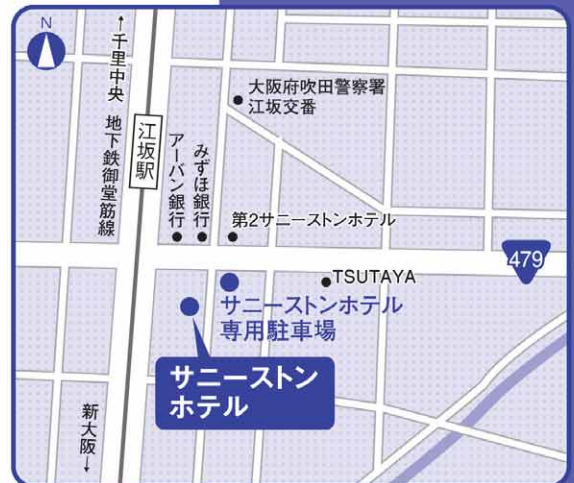 N
←千里中央 地下鉄御堂筋線
江坂駅
アーバン銀行
みずほ銀行
大阪府吹田警察署
江坂交番
第2サニーストンホテル
479
TSUTAYA
サニーストンホテル
専用駐車場
サニーストン
ホテル
新大阪→